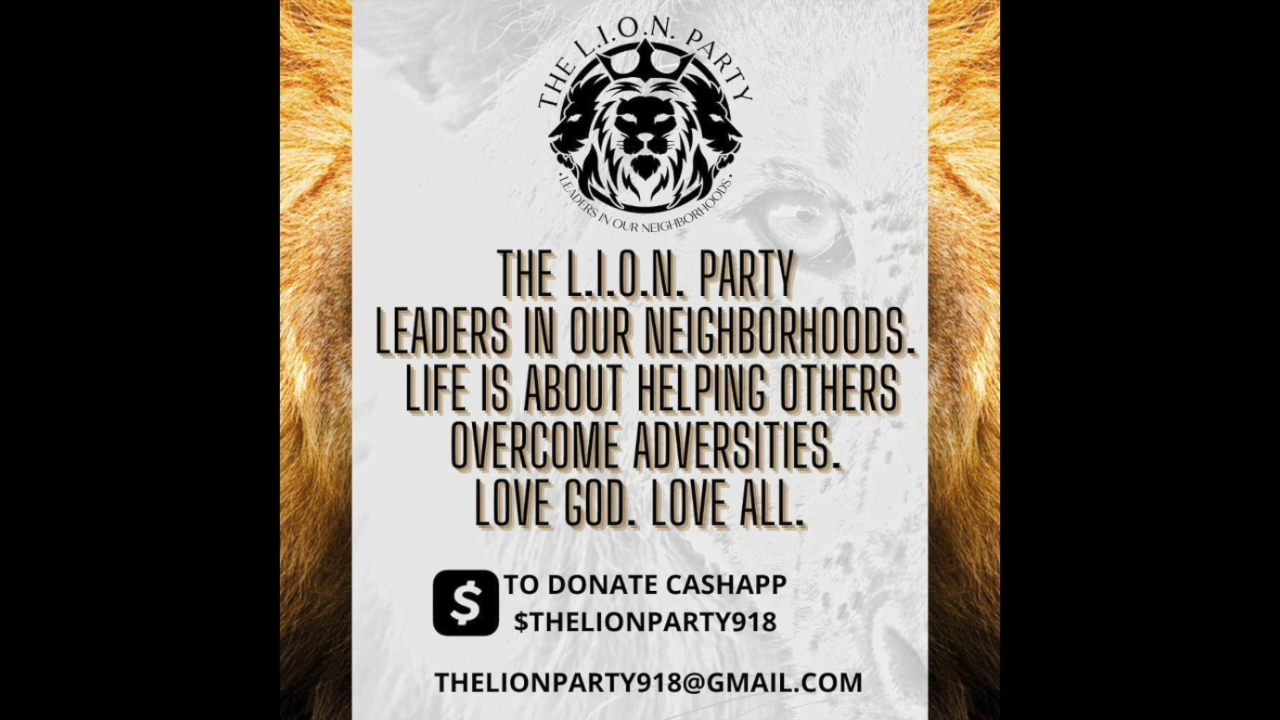 THE L.I.O.N. PARTY
•LEADERS IN OUR NEIGHBORHOODS•
THE L.I.O.N. PARTY
LEADERS IN OUR NEIGHBORHOODS.
LIFE IS ABOUT HELPING OTHERS
OVERCOME ADVERSITIES.
LOVE GOD. LOVE ALL.
$
TO DONATE CASHAPP
$THELIONPARTY918
THELIONPARTY918@GMAIL.COM